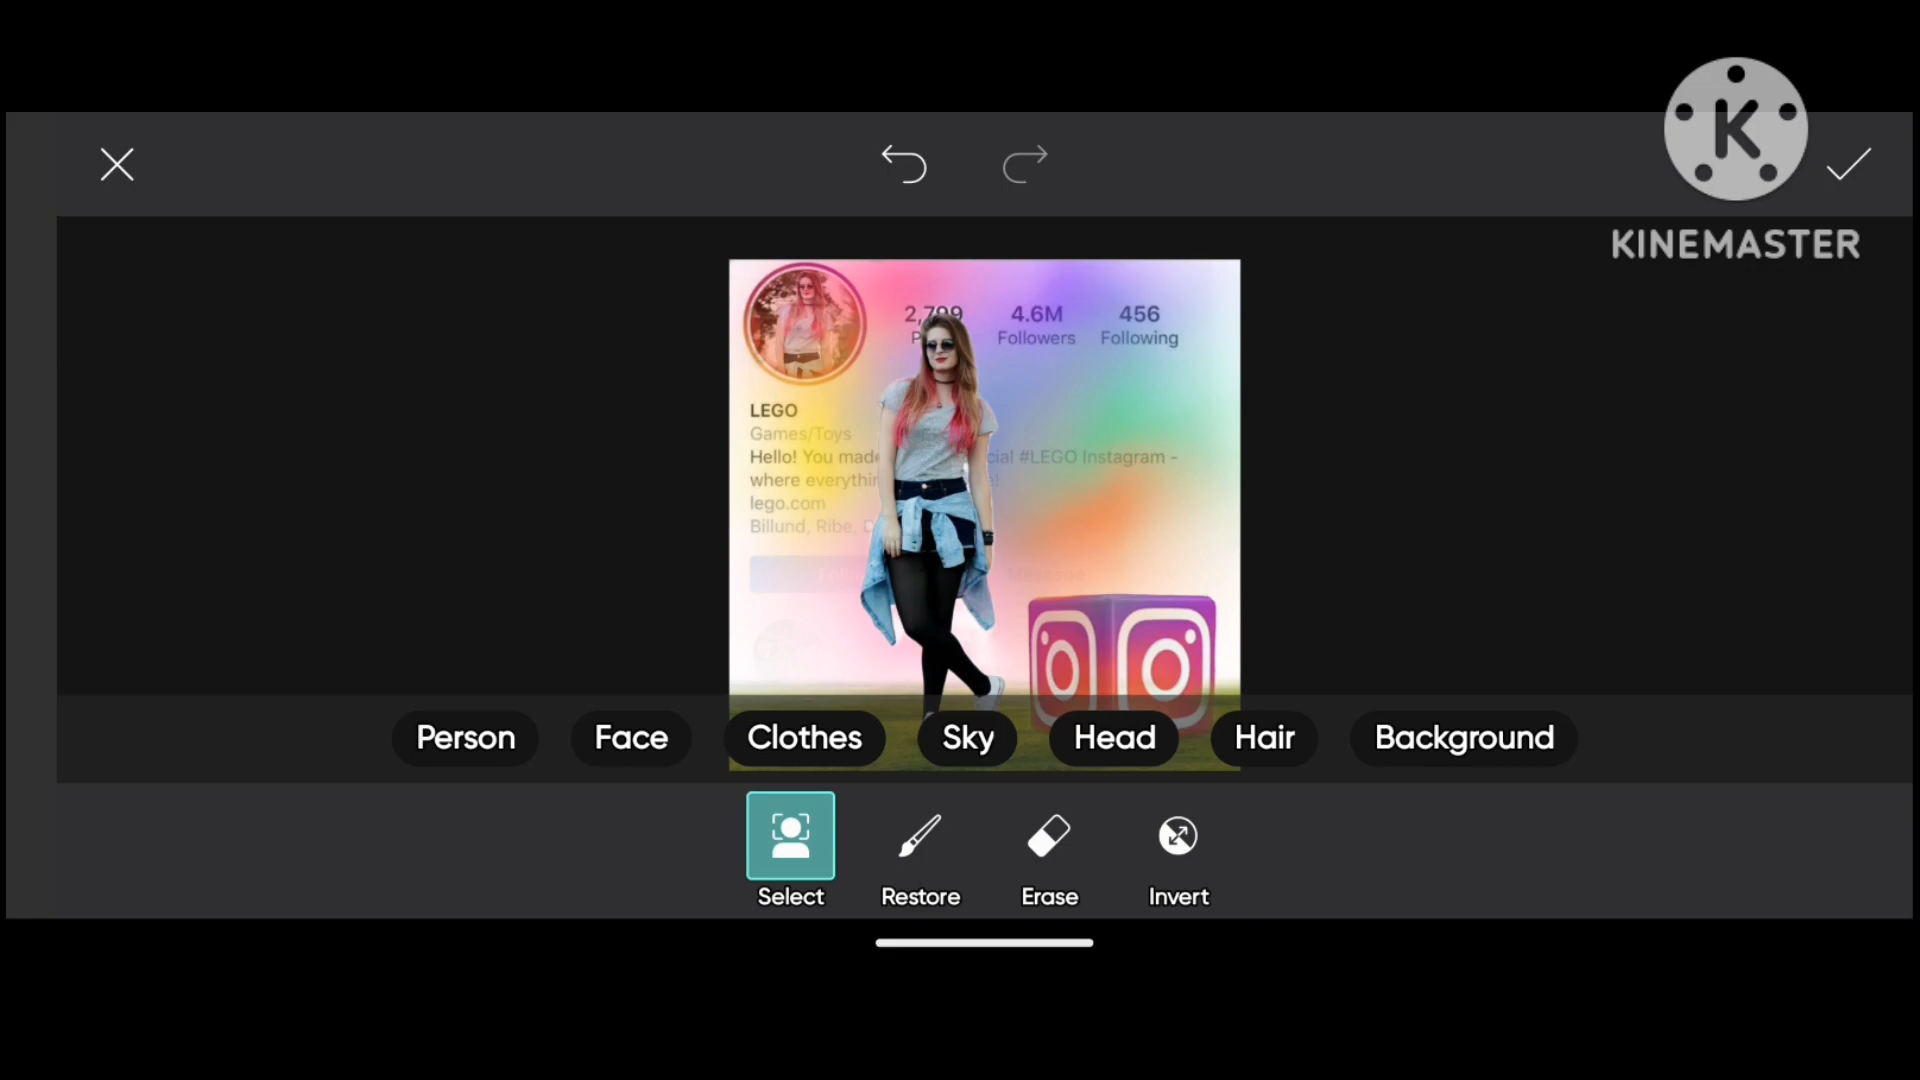 KINEMASTER
2,799 4.6M 456
Followers Following
LEGO
Games/Toys
Hello! You made cial #LEGO Instagram -
where everythin e!
lego.com
Billund, Ribe, D
Person Face Clothes Sky Head Hair Background
Select Restore Erase Invert